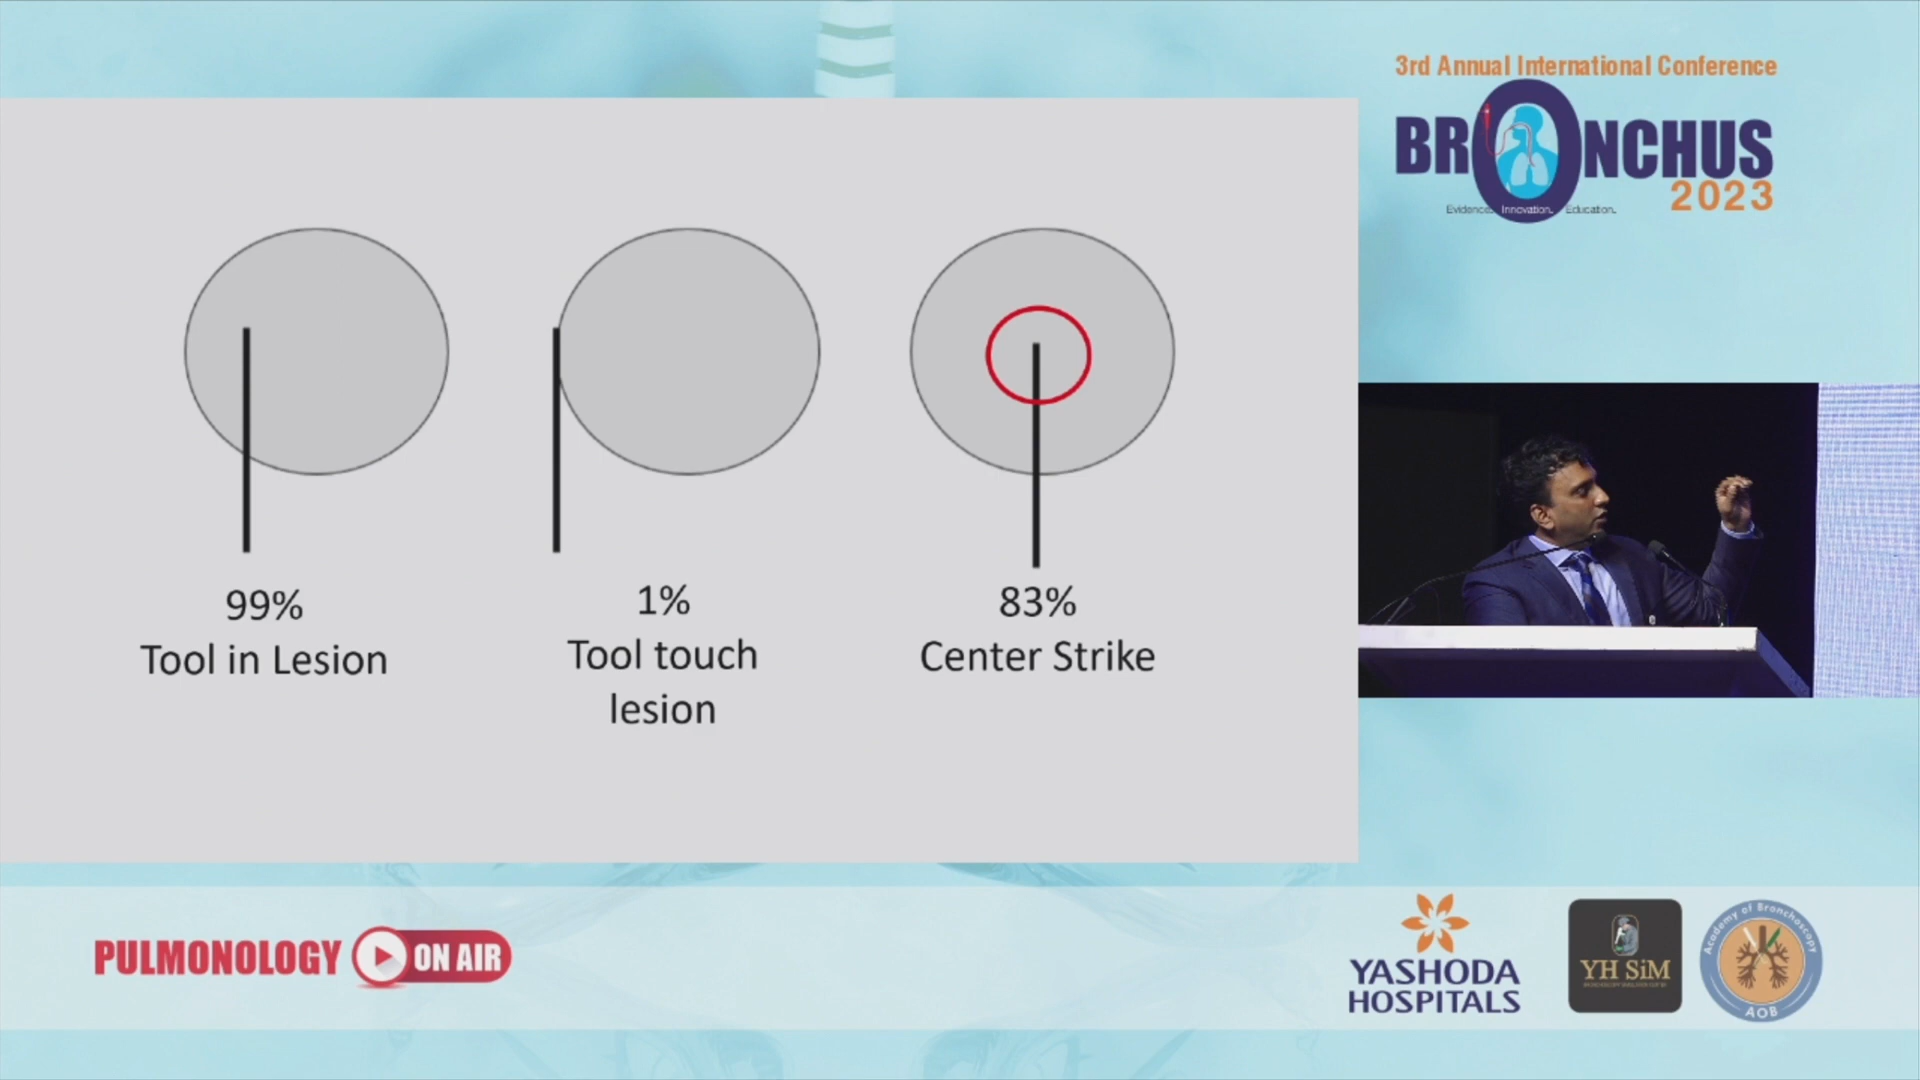 3rd Annual International Conference
BRONCHUS
2023
Evidence. Innovation. Education.
99%
Tool in Lesion
1%
Tool touch
lesion
83%
Center Strike
PULMONOLOGY ON AIR
YASHODA
HOSPITALS
YH SiM
Academy of Bronchoscopy
AOB